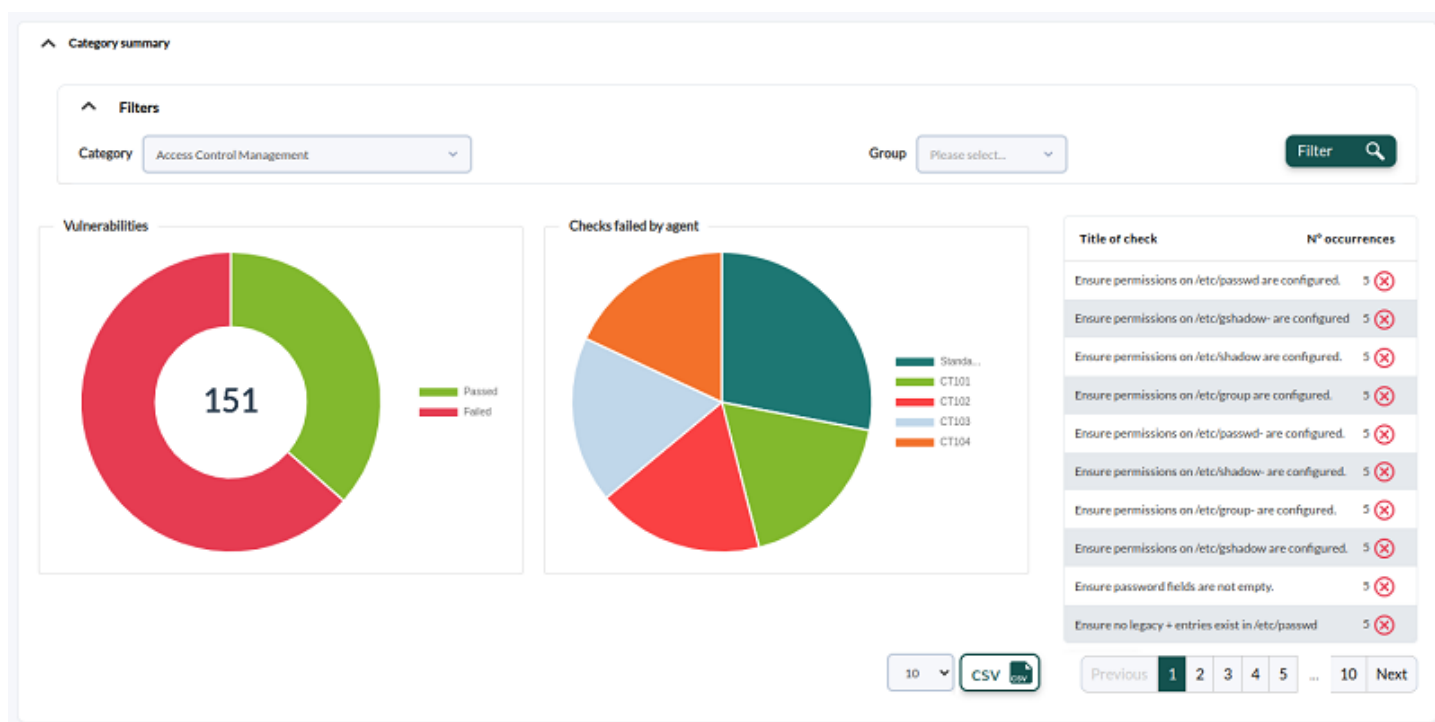 Category summary
Filters
Category Access Control Management Group Please select... Filter
Vulnerabilities
151
Passed
Failed
Checks failed by agent
Standa...
CT101
CT102
CT103
CT104
Title of check Nº occurrences
Ensure permissions on /etc/passwd are configured. 5
Ensure permissions on /etc/gshadow- are configured 5
Ensure permissions on /etc/shadow are configured. 5
Ensure permissions on /etc/group are configured. 5
Ensure permissions on /etc/passwd- are configured. 5
Ensure permissions on /etc/shadow- are configured. 5
Ensure permissions on /etc/group- are configured. 5
Ensure permissions on /etc/gshadow are configured. 5
Ensure password fields are not empty. 5
Ensure no legacy + entries exist in /etc/passwd 5
10 CSV CSV Previous 1 2 3 4 5 ... 10 Next